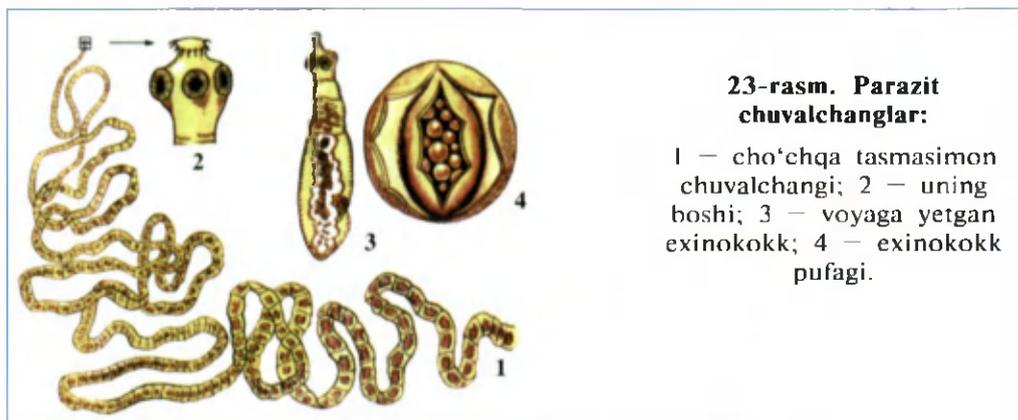 23-rasm. Parazit
chuvalchanglar:
1 — cho‘chqa tasmasimon
chuvalchangi; 2 — uning
boshi; 3 — voyaga yetgan
exinokokk; 4 — exinokokk
pufagi.
2
3
4
1